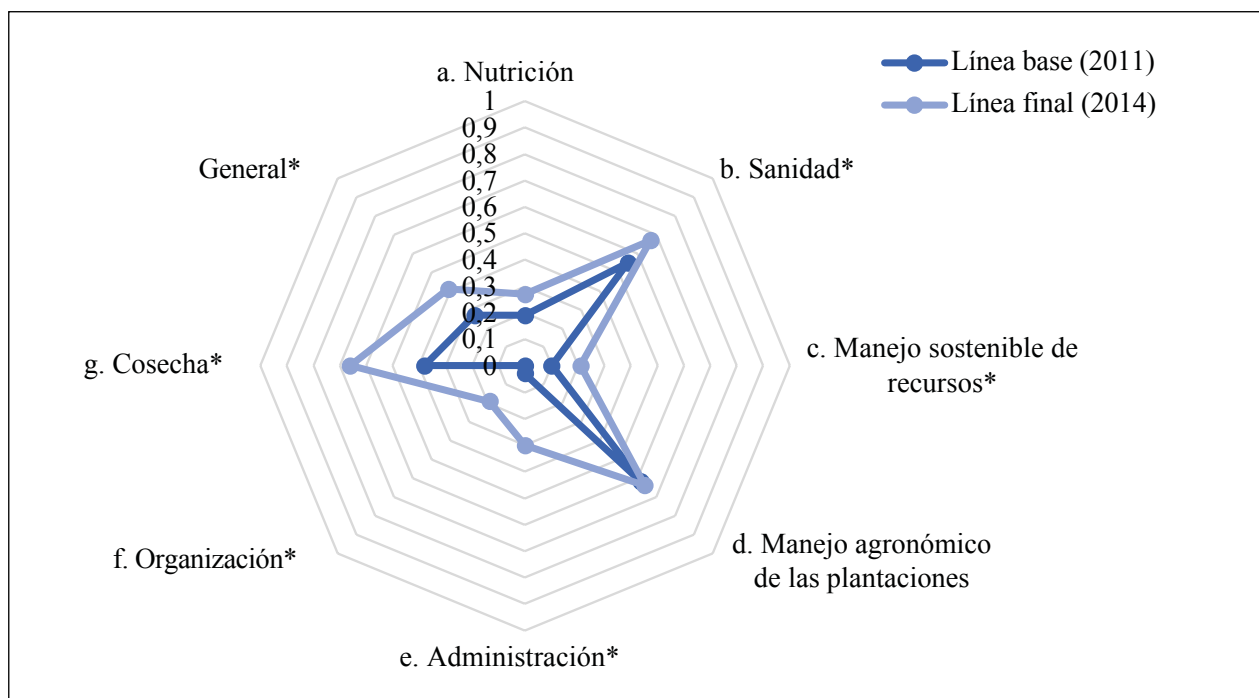 Línea base (2011)
Línea final (2014)
a. Nutrición
1
0,9
0,8
0,7
0,6
0,5
0,4
0,3
0,2
0,1
0
b. Sanidad*
c. Manejo sostenible de
recursos*
d. Manejo agronómico
de las plantaciones
e. Administración*
f. Organización*
g. Cosecha*
General*